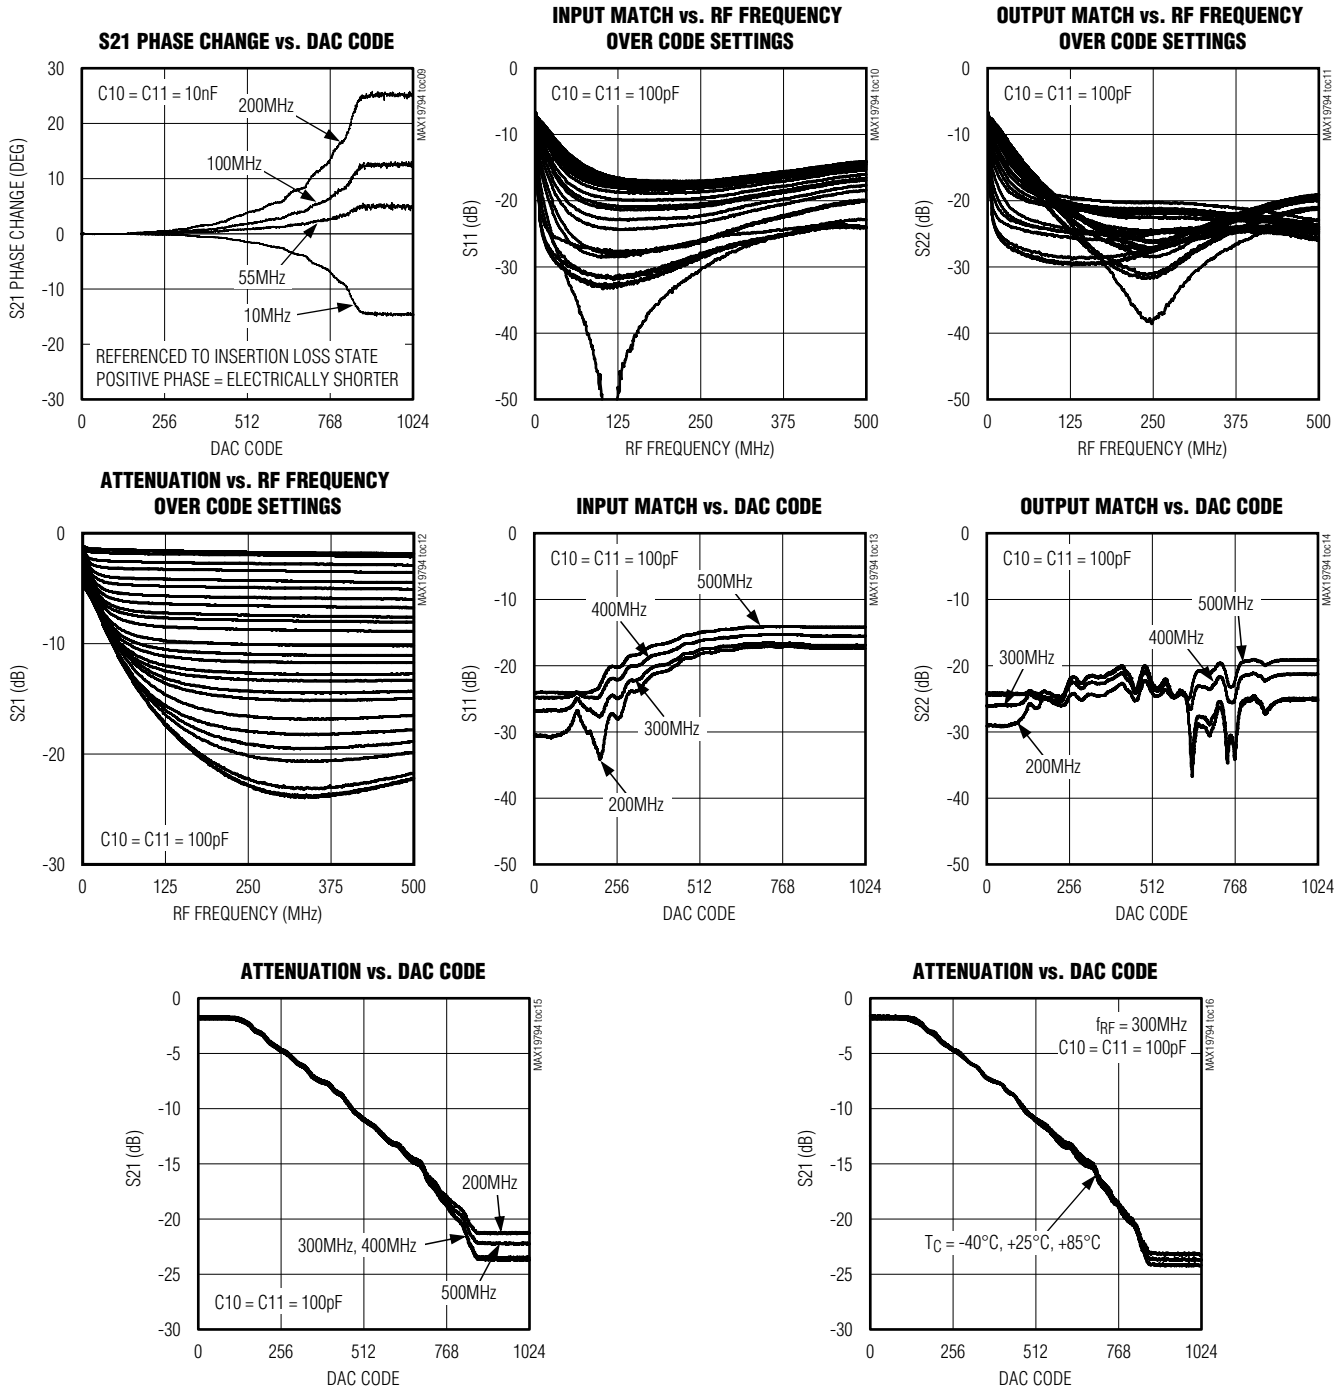 S21 PHASE CHANGE vs. DAC CODE
30
20
10
0
-10
-20
-30
S21 PHASE CHANGE (DEG)
C10 = C11 = 10nF
200MHz
100MHz
55MHz
10MHz
REFERENCED TO INSERTION LOSS STATE
POSITIVE PHASE = ELECTRICALLY SHORTER
MAX19794 toc09
0 256 512 768 1024
DAC CODE
INPUT MATCH vs. RF FREQUENCY
OVER CODE SETTINGS
0
-10
-20
-30
-40
-50
S11 (dB)
C10 = C11 = 100pF
MAX19794 toc10
0 125 250 375 500
RF FREQUENCY (MHz)
OUTPUT MATCH vs. RF FREQUENCY
OVER CODE SETTINGS
0
-10
-20
-30
-40
-50
S22 (dB)
C10 = C11 = 100pF
MAX19794 toc11
0 125 250 375 500
RF FREQUENCY (MHz)
ATTENUATION vs. RF FREQUENCY
OVER CODE SETTINGS
0
-10
-20
-30
S21 (dB)
C10 = C11 = 100pF
MAX19794 toc12
0 125 250 375 500
RF FREQUENCY (MHz)
INPUT MATCH vs. DAC CODE
0
-10
-20
-30
-40
-50
S11 (dB)
C10 = C11 = 100pF
500MHz
400MHz
300MHz
200MHz
MAX19794 toc13
0 256 512 768 1024
DAC CODE
OUTPUT MATCH vs. DAC CODE
0
-10
-20
-30
-40
-50
S22 (dB)
C10 = C11 = 100pF
500MHz
400MHz
300MHz
200MHz
MAX19794 toc14
0 256 512 768 1024
DAC CODE
ATTENUATION vs. DAC CODE
0
-5
-10
-15
-20
-25
-30
S21 (dB)
200MHz
300MHz, 400MHz
500MHz
C10 = C11 = 100pF
MAX19794 toc15
0 256 512 768 1024
DAC CODE
ATTENUATION vs. DAC CODE
0
-5
-10
-15
-20
-25
-30
S21 (dB)
fRF = 300MHz
C10 = C11 = 100pF
TC = -40°C, +25°C, +85°C
MAX19794 toc16
0 256 512 768 1024
DAC CODE